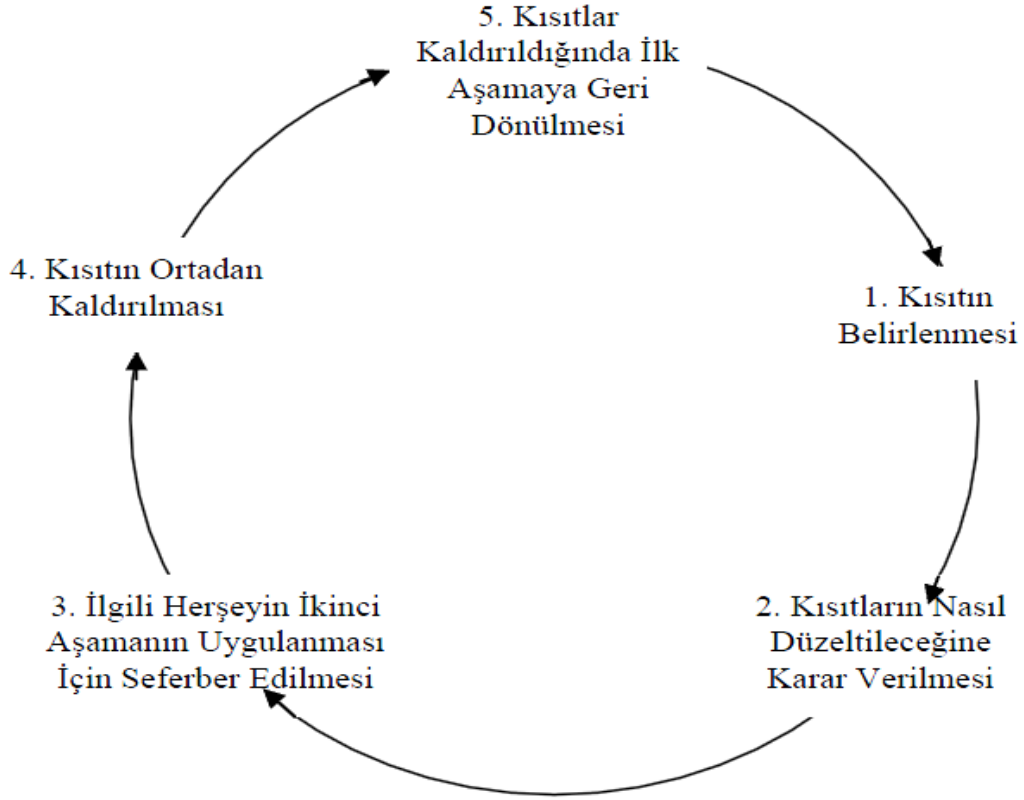 5. Kısıtlar
Kaldırıldığında İlk
Aşamaya Geri
Dönülmesi
1. Kısıtın
Belirlenmesi
2. Kısıtların Nasıl
Düzeltileceğine
Karar Verilmesi
3. İlgili Herşeyin İkinci
Aşamanın Uygulanması
İçin Seferber Edilmesi
4. Kısıtın Ortadan
Kaldırılması